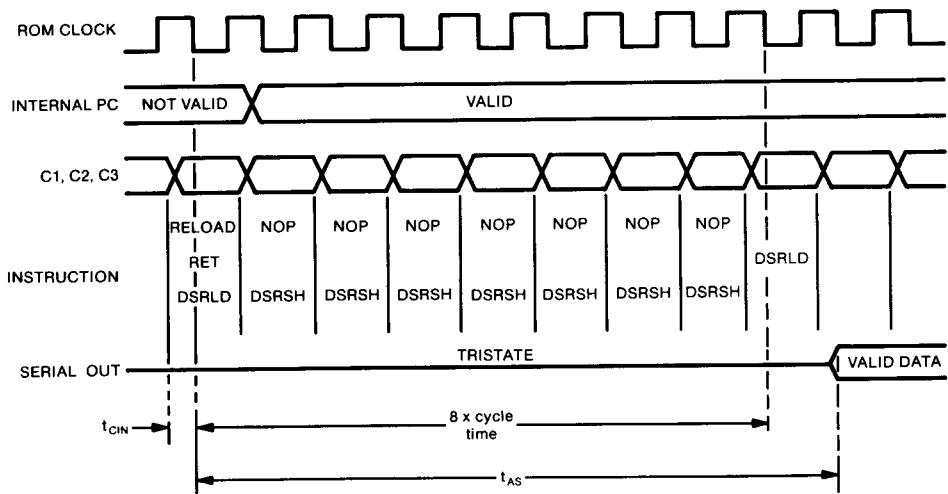 ROM CLOCK
INTERNAL PC
NOT VALID
VALID
C1, C2, C3
INSTRUCTION
RELOAD NOP NOP NOP NOP NOP NOP NOP
RET
DSRLD
DSRLD DSRSH DSRSH DSRSH DSRSH DSRSH DSRSH DSRSH
SERIAL OUT
TRISTATE
VALID DATA
tCIN
8 x cycle
time
tAS